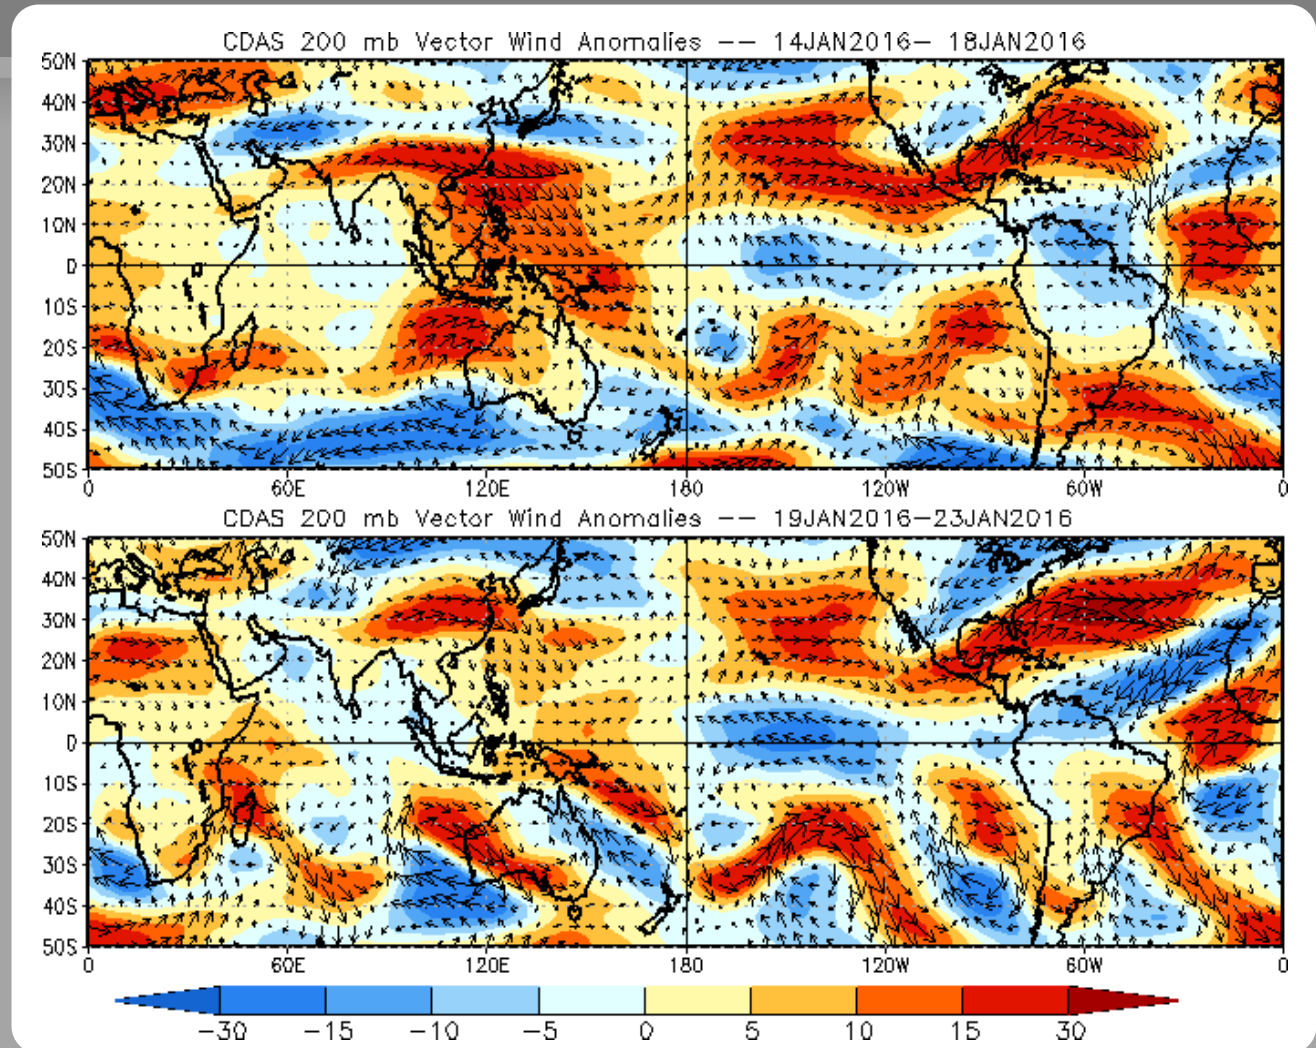 CDAS 200 mb Vector Wind Anomalies -- 14JAN2016- 18JAN2016
50N
40N
30N
20N
10N
0
10S
20S
30S
40S
50S
0 60E 120E 180 120W 60W 0
CDAS 200 mb Vector Wind Anomalies -- 19JAN2016-23JAN2016
50N
40N
30N
20N
10N
0
10S
20S
30S
40S
50S
0 60E 120E 180 120W 60W 0
-30 -15 -10 -5 0 5 10 15 30